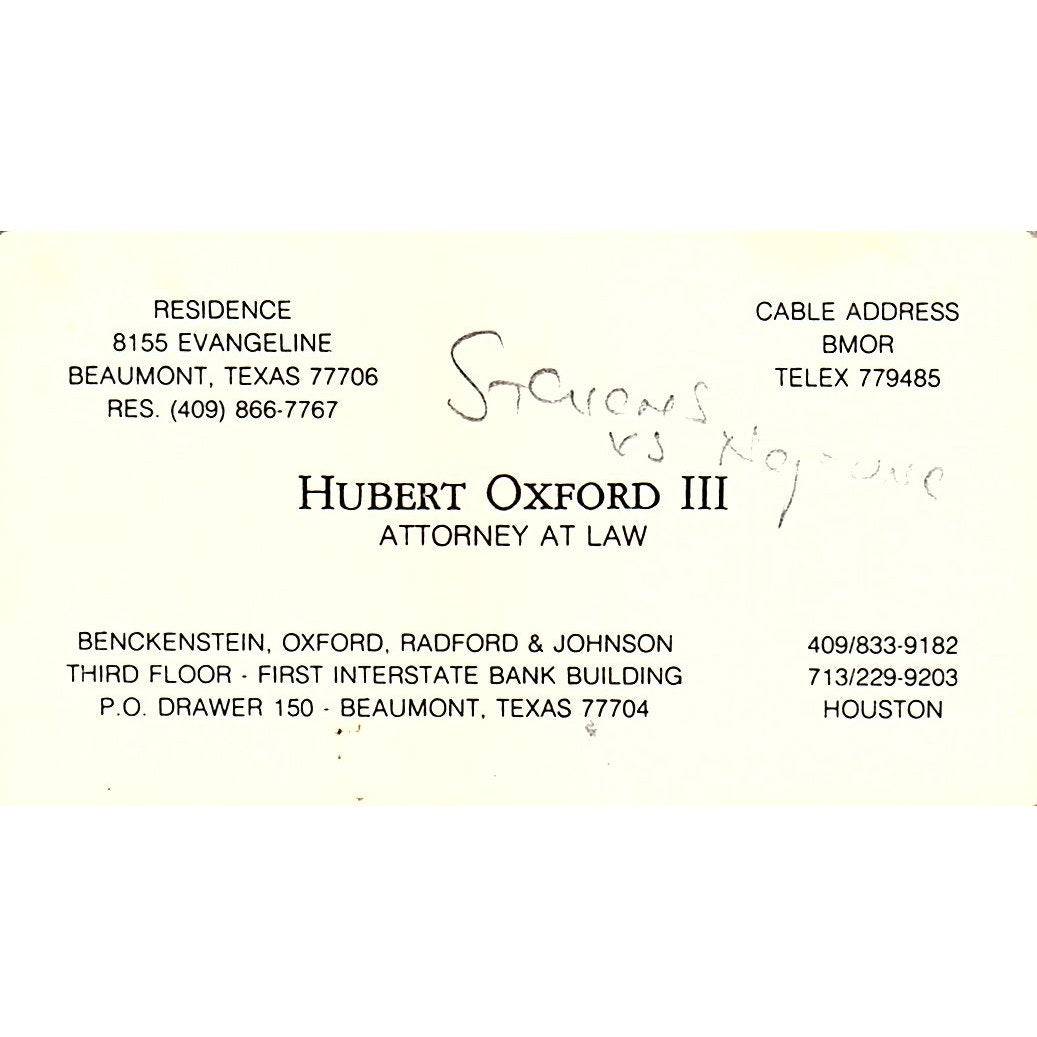 RESIDENCE
8155 EVANGELINE
BEAUMONT, TEXAS 77706
RES. (409) 866-7767
CABLE ADDRESS
BMOR
TELEX 779485
Stevens
vs Neptune
HUBERT OXFORD III
ATTORNEY AT LAW
BENCKENSTEIN, OXFORD, RADFORD & JOHNSON
THIRD FLOOR - FIRST INTERSTATE BANK BUILDING
P.O. DRAWER 150 - BEAUMONT, TEXAS 77704
409/833-9182
713/229-9203
HOUSTON